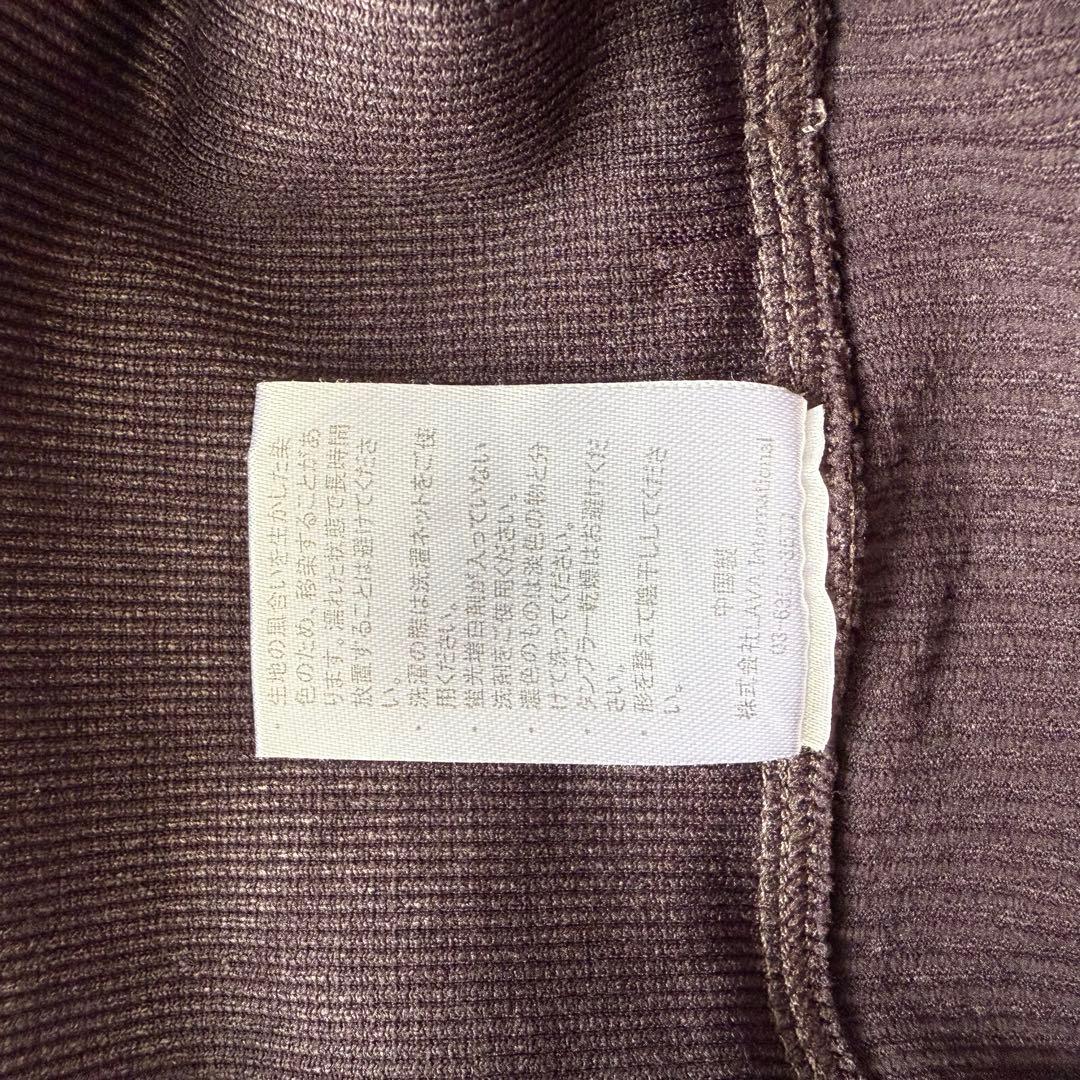 ・生地の風合いを生かした染
色のため、移染することがあ
ります。濡れた状態で長時間
放置することは避けてくださ
い。
・洗濯の際は洗濯ネットをご使
用ください。
・蛍光増白剤が入っていない
洗剤をご使用ください。
・濃色のものは淡色の物と分
けて洗ってください。
・タンブラー乾燥はお避けくだ
さい。
・形を整えて陰干ししてくださ
い。
中国製
株式会社LAVA International